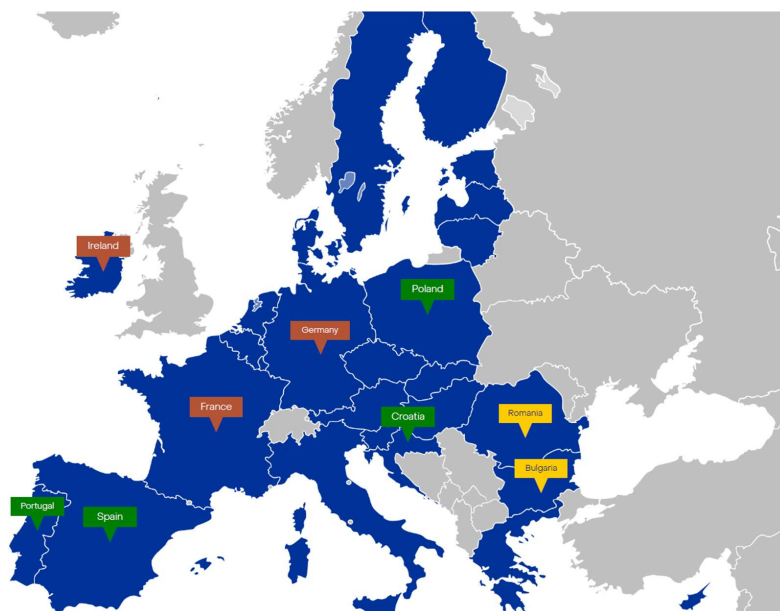 Ireland
Poland
Germany
France
Romania
Croatia
Bulgaria
Portugal
Spain